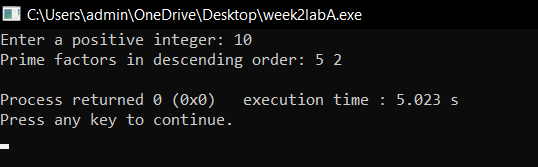 C:\Users\admin\OneDrive\Desktop\week2labA.exe
Enter a positive integer: 10
Prime factors in descending order: 5 2
Process returned 0 (0x0)   execution time : 5.023 s
Press any key to continue.